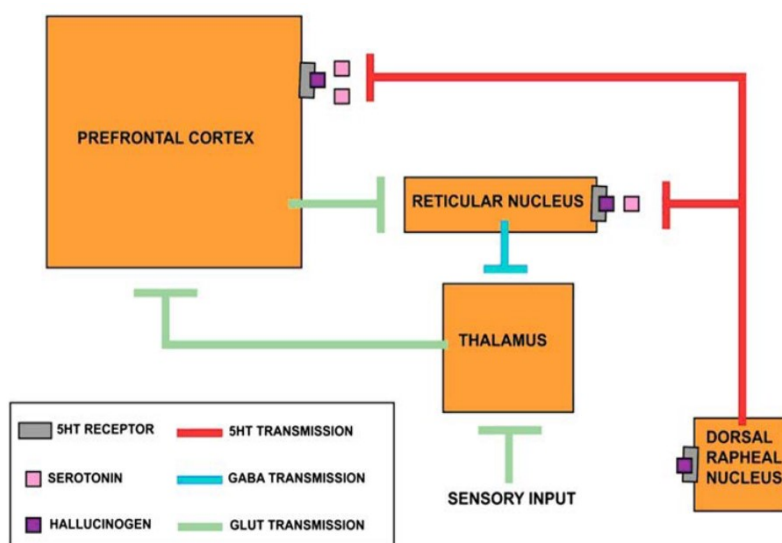 PREFRONTAL CORTEX
RETICULAR NUCLEUS
THALAMUS
DORSAL
RAPHEAL
NUCLEUS
SENSORY INPUT
5HT RECEPTOR
5HT TRANSMISSION
SEROTONIN
GABA TRANSMISSION
HALLUCINOGEN
GLUT TRANSMISSION